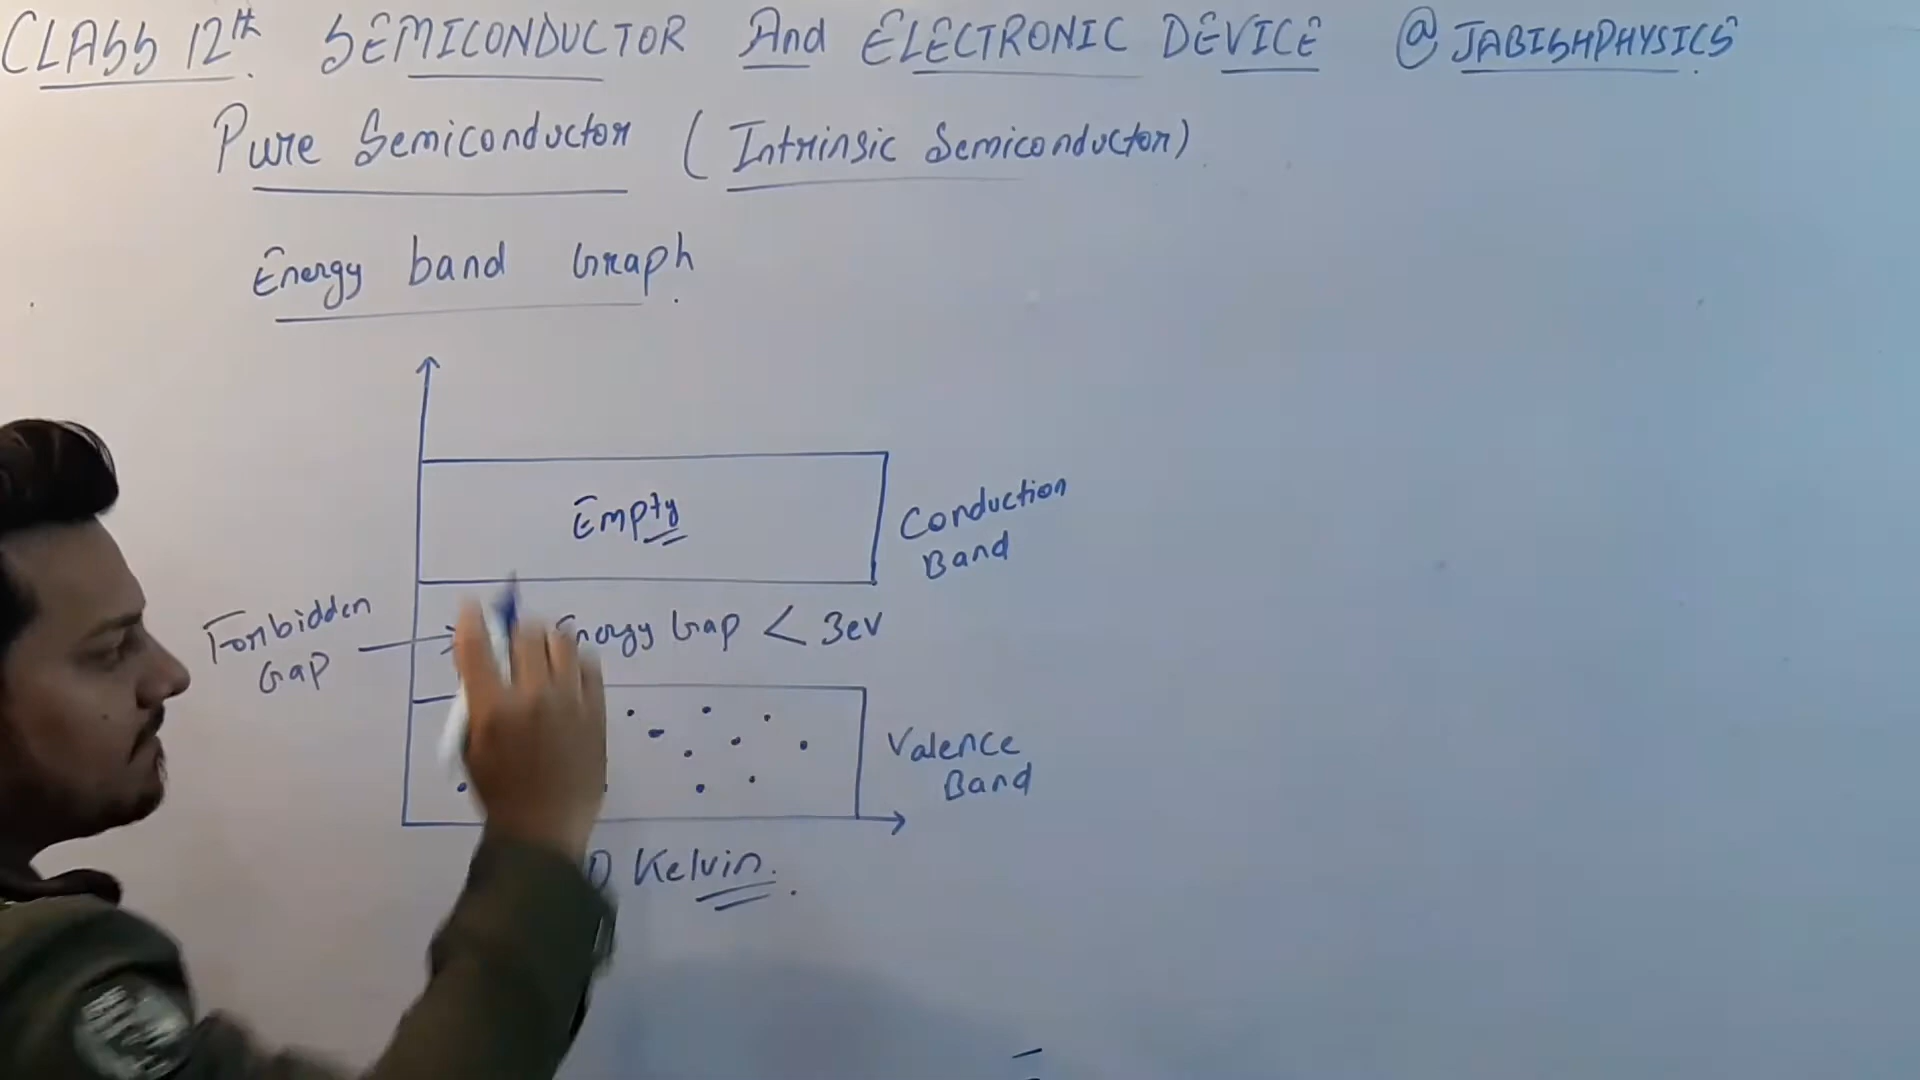 CLASS 12th SEMICONDUCTOR And ELECTRONIC DEVICE @JABISHPHYSICS
Pure Semiconductor (Intrinsic Semiconductor)
Energy band Graph
Empty
Conduction
Band
Forbidden
Gap
Energy Gap < 3ev
Valence
Band
0 Kelvin.